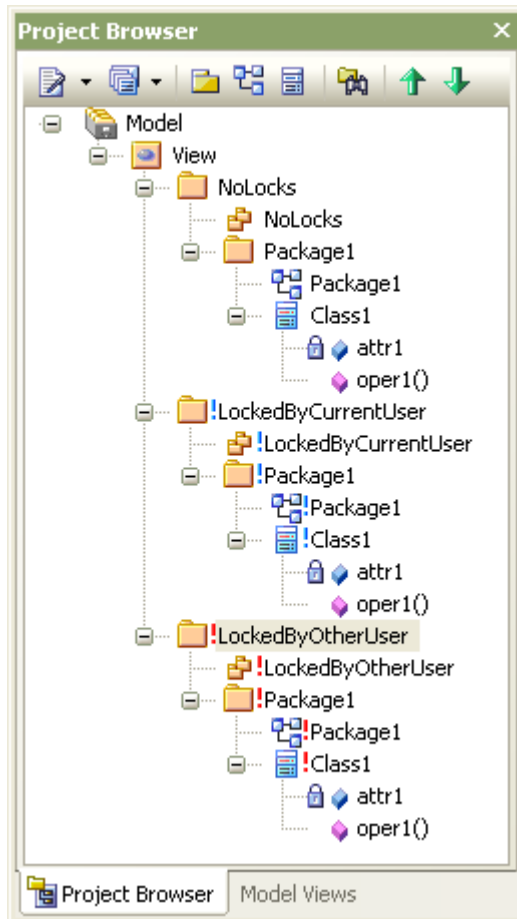 Project Browser
Model
View
NoLocks
NoLocks
Package1
Package1
Class1
attr1
oper1()
!LockedByCurrentUser
!LockedByCurrentUser
!Package1
!Package1
!Class1
attr1
oper1()
!LockedByOtherUser
!LockedByOtherUser
!Package1
!Package1
!Class1
attr1
oper1()
Project Browser Model Views